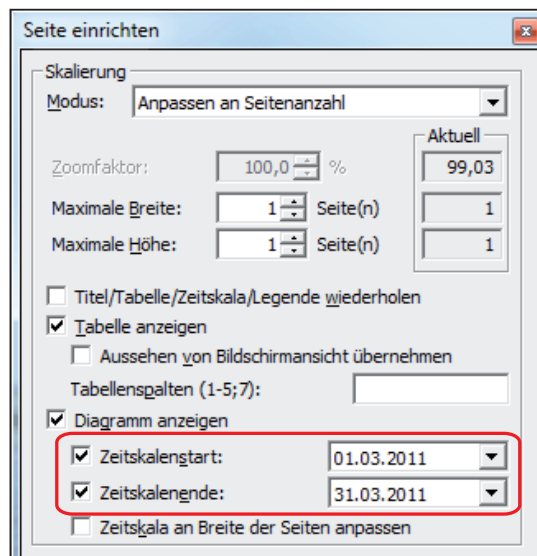 Seite einrichten
Skalierung
Modus: Anpassen an Seitenanzahl
Aktuell
Zoomfaktor: 100,0 % 99,03
Maximale Breite: 1 Seite(n) 1
Maximale Höhe: 1 Seite(n) 1
Titel/Tabelle/Zeitskala/Legende wiederholen
Tabelle anzeigen
Aussehen von Bildschirmansicht übernehmen
Tabellenspalten (1-5;7):
Diagramm anzeigen
Zeitskalenstart: 01.03.2011
Zeitskalenende: 31.03.2011
Zeitskala an Breite der Seiten anpassen